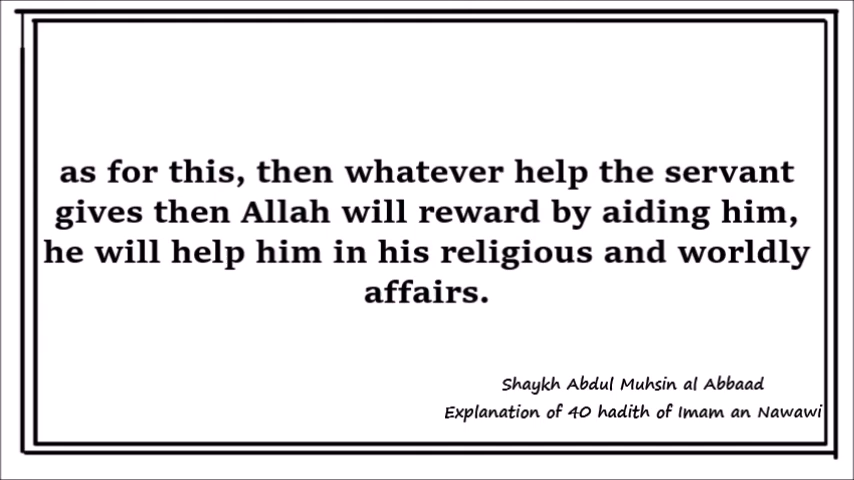 as for this, then whatever help the servant
gives then Allah will reward by aiding him,
he will help him in his religious and worldly
affairs.
Shaykh Abdul Muhsin al Abbaad
Explanation of 40 hadith of Imam an Nawawi